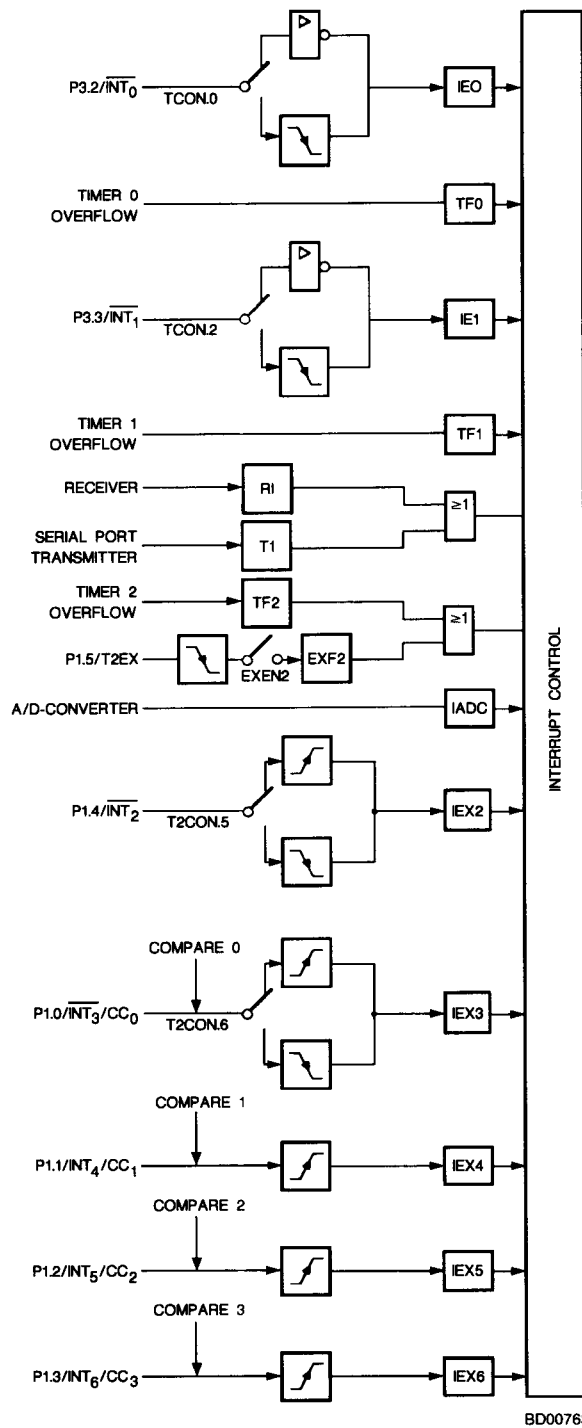 P3.2/INT0
TCON.0
IE0
TIMER 0
OVERFLOW
TF0
P3.3/INT1
TCON.2
IE1
TIMER 1
OVERFLOW
TF1
RECEIVER
RI
≥1
SERIAL PORT
TRANSMITTER
T1
TIMER 2
OVERFLOW
TF2
≥1
P1.5/T2EX
EXEN2
EXF2
A/D-CONVERTER
IADC
INTERRUPT CONTROL
P1.4/INT2
T2CON.5
IEX2
COMPARE 0
P1.0/INT3/CC0
T2CON.6
IEX3
COMPARE 1
P1.1/INT4/CC1
IEX4
COMPARE 2
P1.2/INT5/CC2
IEX5
COMPARE 3
P1.3/INT6/CC3
IEX6
BD0076